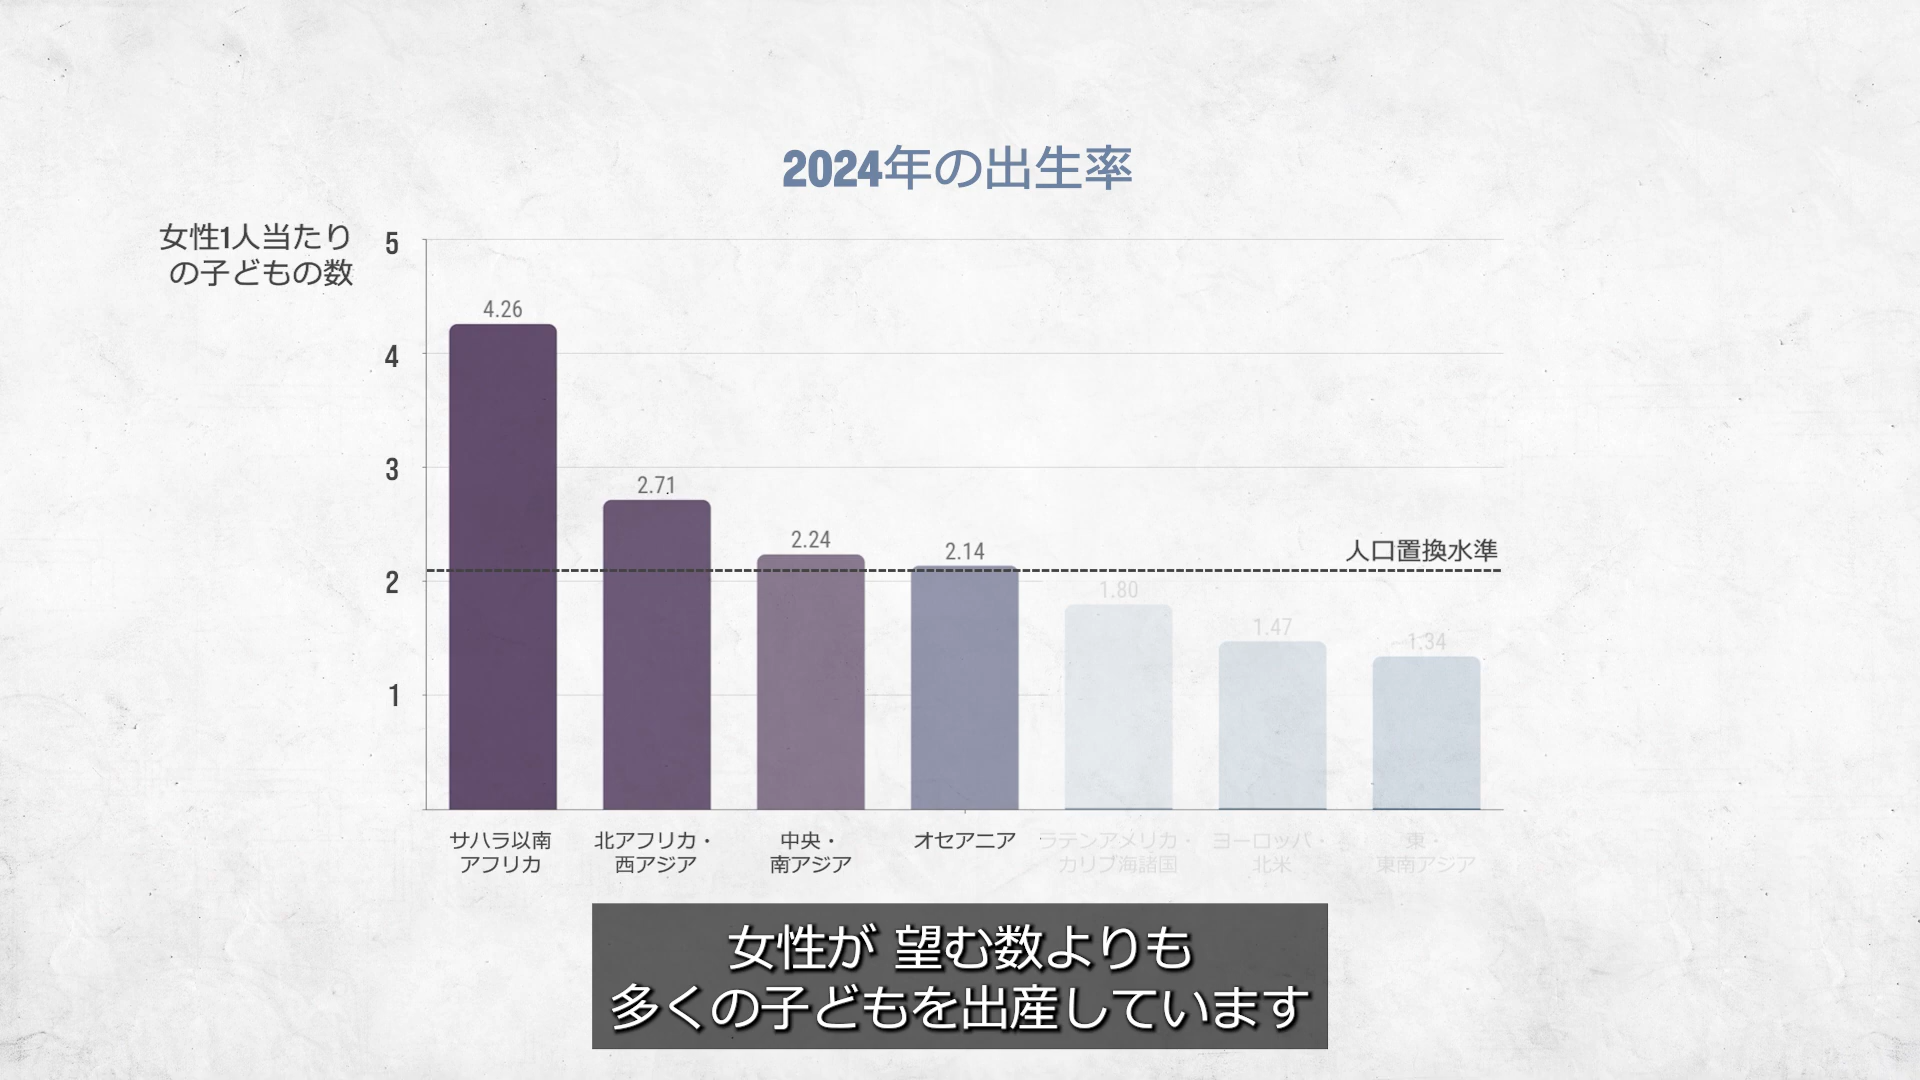 2024年の出生率
女性1人当たり
の子どもの数
5
4
3
2
1
4.26
2.71
2.24
2.14
1.80
1.47
1.34
人口置換水準
サハラ以南
アフリカ
北アフリカ・
西アジア
中央・
南アジア
オセアニア
ラテンアメリカ・
カリブ海諸国
ヨーロッパ・
北米
東・
東南アジア
女性が 望む数よりも
多くの子どもを出産しています